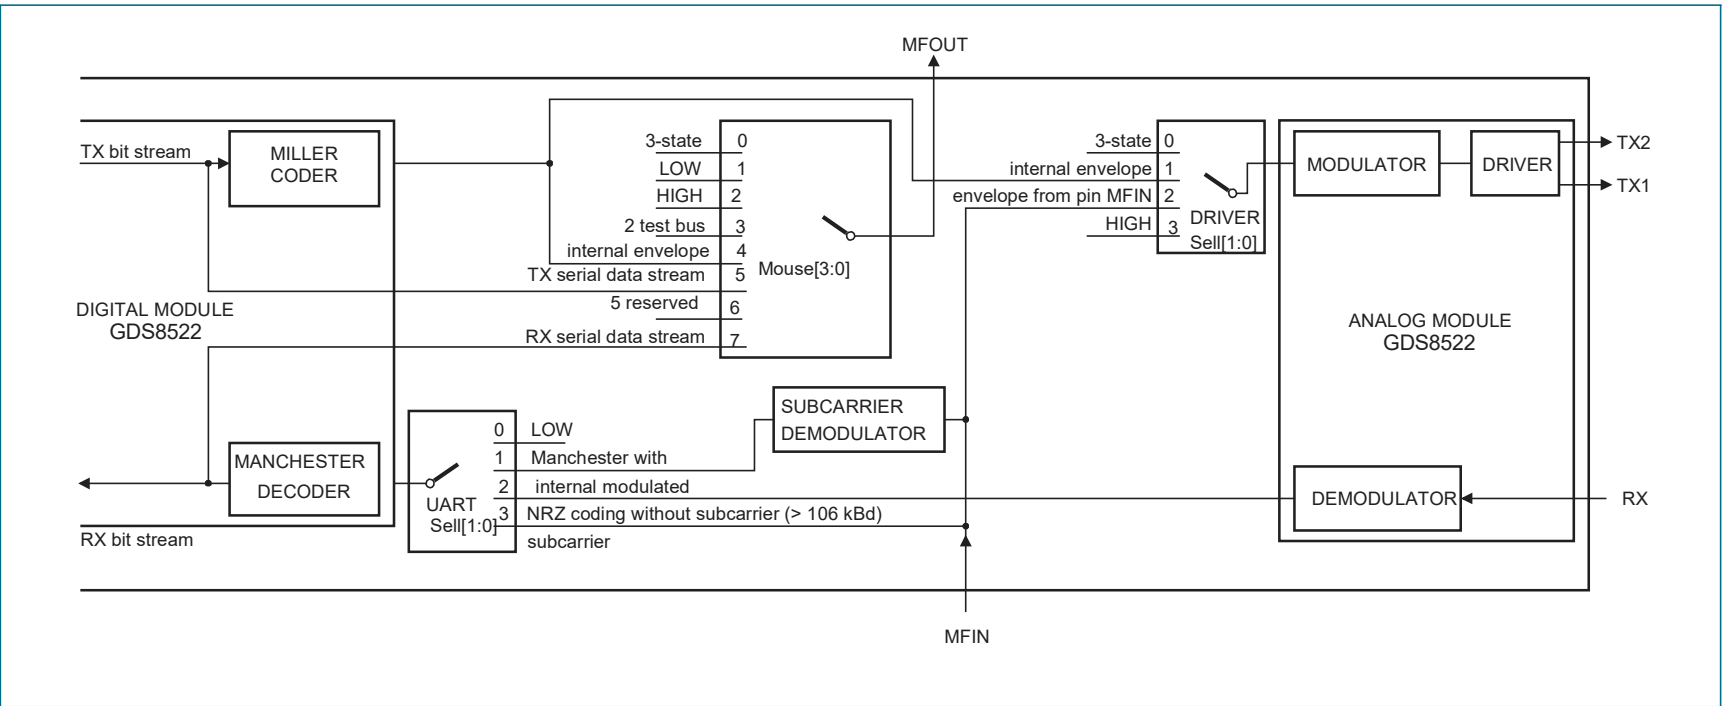 MFOUT
TX bit stream
MILLER
CODER
3-state 0
LOW 1
HIGH 2
2 test bus 3
internal envelope 4
TX serial data stream 5
5 reserved 6
RX serial data stream 7
Mouse[3:0]
3-state 0
internal envelope 1
envelope from pin MFIN 2
HIGH 3
DRIVER
Sell[1:0]
MODULATOR
DRIVER
TX2
TX1
DIGITAL MODULE
GDS8522
ANALOG MODULE
GDS8522
SUBCARRIER
DEMODULATOR
MANCHESTER
DECODER
UART
Sell[1:0]
0 LOW
1 Manchester with
2 internal modulated
3 NRZ coding without subcarrier (> 106 kBd)
subcarrier
DEMODULATOR
RX
RX bit stream
MFIN